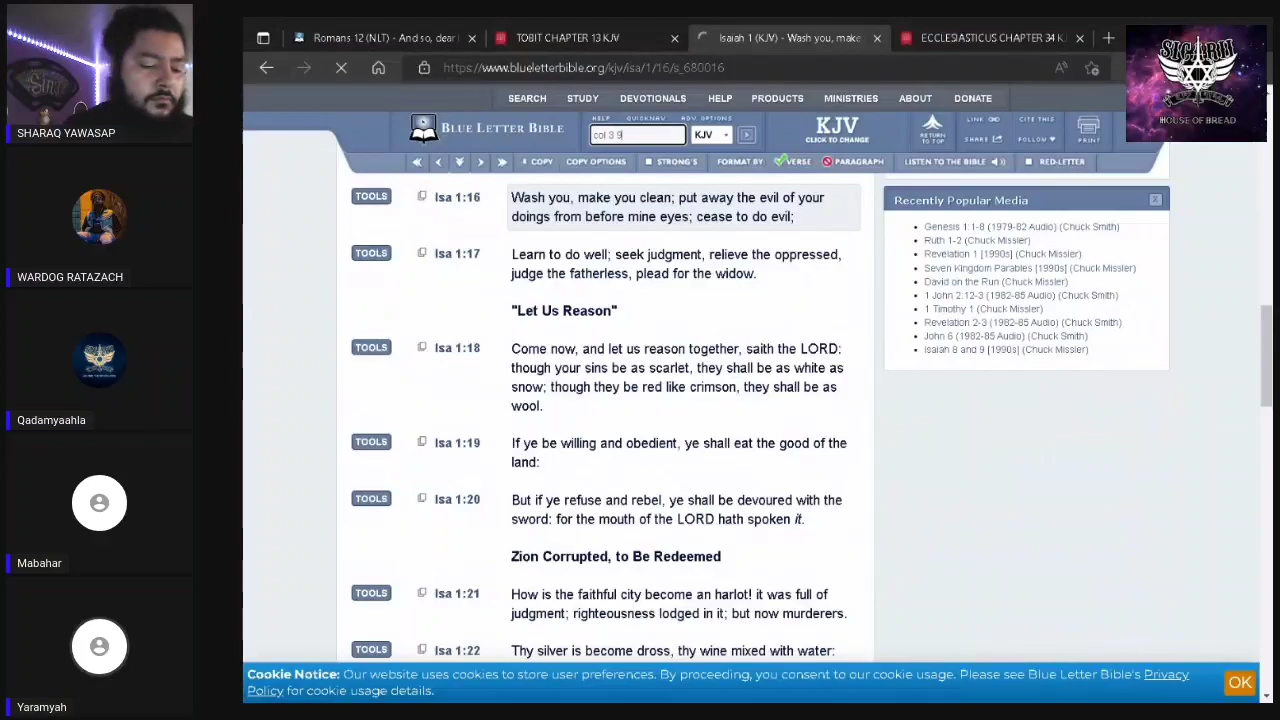 Romans 12 (NLT) - And so, dear
TOBIT CHAPTER 13 KJV
Isaiah 1 (KJV) - Wash you, make
ECCLESIASTICUS CHAPTER 34 K
https://www.blueletterbible.org/kjv/isa/1/16/s_680016
SICARII
HOUSE OF BREAD
SHARAQ YAWASAP
WARDOG RATAZACH
Qadamyaahla
Mabahar
Yaramyah
SEARCH STUDY DEVOTIONALS HELP PRODUCTS MINISTRIES ABOUT DONATE
HELP QUICKNAV ADV OPTIONS
BLUE LETTER BIBLE
col 3 9
KJV
KJV
CLICK TO CHANGE
RETURN TO TOP
LINK
SHARE
CITE THIS
FOLLOW
PRINT
COPY COPY OPTIONS STRONG'S FORMAT BY VERSE PARAGRAPH LISTEN TO THE BIBLE RED-LETTER
TOOLS Isa 1:16 Wash you, make you clean; put away the evil of your
doings from before mine eyes; cease to do evil;
TOOLS Isa 1:17 Learn to do well; seek judgment, relieve the oppressed,
judge the fatherless, plead for the widow.
"Let Us Reason"
TOOLS Isa 1:18 Come now, and let us reason together, saith the LORD:
though your sins be as scarlet, they shall be as white as
snow; though they be red like crimson, they shall be as
wool.
TOOLS Isa 1:19 If ye be willing and obedient, ye shall eat the good of the
land:
TOOLS Isa 1:20 But if ye refuse and rebel, ye shall be devoured with the
sword: for the mouth of the LORD hath spoken it.
Zion Corrupted, to Be Redeemed
TOOLS Isa 1:21 How is the faithful city become an harlot! it was full of
judgment; righteousness lodged in it; but now murderers.
TOOLS Isa 1:22 Thy silver is become dross, thy wine mixed with water:
Recently Popular Media
Genesis 1:1-8 (1979-82 Audio) (Chuck Smith)
Ruth 1-2 (Chuck Missler)
Revelation 1 [1990s] (Chuck Missler)
Seven Kingdom Parables [1990s] (Chuck Missler)
David on the Run (Chuck Missler)
1 John 2:12-3 (1982-85 Audio) (Chuck Smith)
1 Timothy 1 (Chuck Missler)
Revelation 2-3 (1982-85 Audio) (Chuck Smith)
John 6 (1982-85 Audio) (Chuck Smith)
Isaiah 8 and 9 [1990s] (Chuck Missler)
Cookie Notice: Our website uses cookies to store user preferences. By proceeding, you consent to our cookie usage. Please see Blue Letter Bible's Privacy
Policy for cookie usage details.
OK